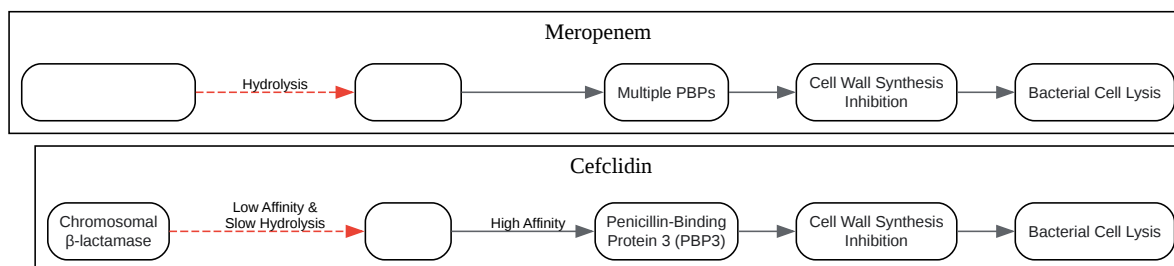 Meropenem
Hydrolysis
Multiple PBPs
Cell Wall Synthesis
Inhibition
Bacterial Cell Lysis
Cefclidin
Chromosomal
β-lactamase
Low Affinity &
Slow Hydrolysis
High Affinity
Penicillin-Binding
Protein 3 (PBP3)
Cell Wall Synthesis
Inhibition
Bacterial Cell Lysis